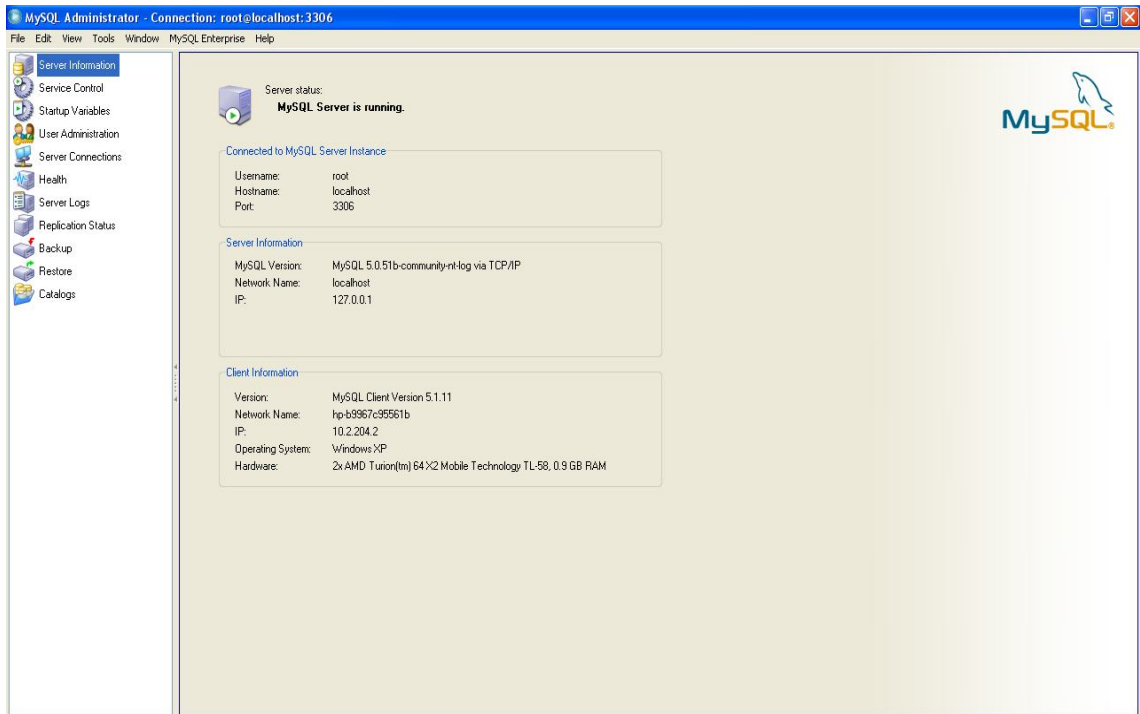 MySQL Administrator - Connection: root@localhost:3306
File Edit View Tools Window MySQL Enterprise Help
Server Information
Service Control
Startup Variables
User Administration
Server Connections
Health
Server Logs
Replication Status
Backup
Restore
Catalogs
Server status:
MySQL Server is running.
MySQL®
Connected to MySQL Server Instance
Username: root
Hostname: localhost
Port: 3306
Server Information
MySQL Version: MySQL 5.0.51b-community-nt-log via TCP/IP
Network Name: localhost
IP: 127.0.0.1
Client Information
Version: MySQL Client Version 5.1.11
Network Name: hp-b9967c95561b
IP: 10.2.204.2
Operating System: Windows XP
Hardware: 2x AMD Turion(tm) 64 X2 Mobile Technology TL-58, 0.9 GB RAM